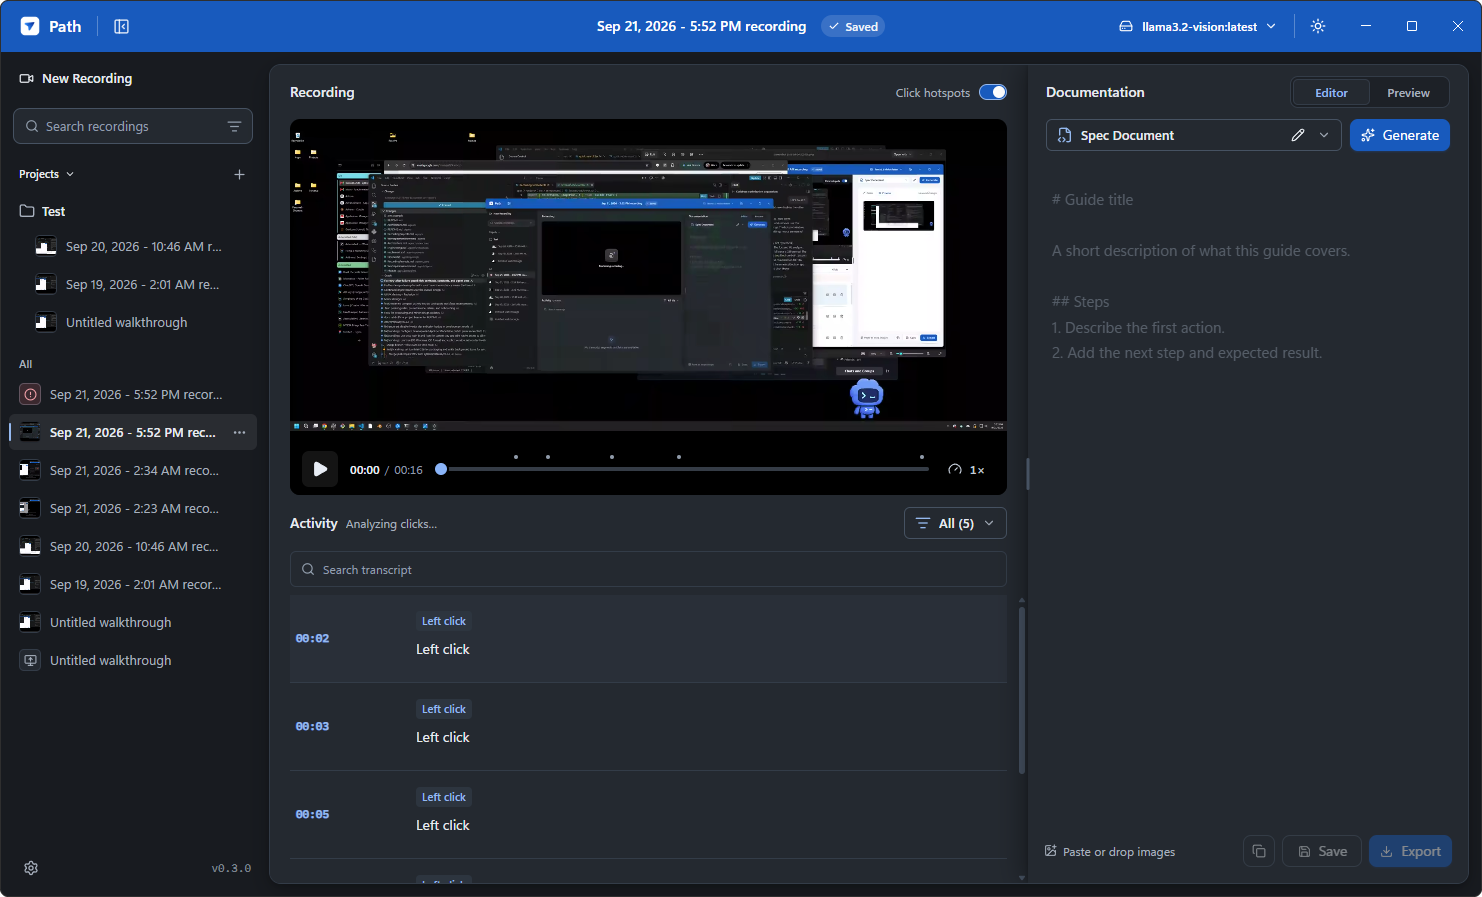 Path
Sep 21, 2026 - 5:52 PM recording
Saved
llama3.2-vision:latest
New Recording
Search recordings
Projects
Test
Sep 20, 2026 - 10:46 AM r...
Sep 19, 2026 - 2:01 AM re...
Untitled walkthrough
All
Sep 21, 2026 - 5:52 PM recor...
Sep 21, 2026 - 5:52 PM rec...
Sep 21, 2026 - 2:34 AM reco...
Sep 21, 2026 - 2:23 AM reco...
Sep 20, 2026 - 10:46 AM rec...
Sep 19, 2026 - 2:01 AM recor...
Untitled walkthrough
Untitled walkthrough
v0.3.0
Recording
Click hotspots
00:00 / 00:16
1×
Activity Analyzing clicks...
All (5)
Search transcript
Left click
00:02
Left click
Left click
00:03
Left click
Left click
00:05
Left click
Left click
Documentation
Editor
Preview
Spec Document
Generate
# Guide title
A short description of what this guide covers.
## Steps
1. Describe the first action.
2. Add the next step and expected result.
Paste or drop images
Save
Export